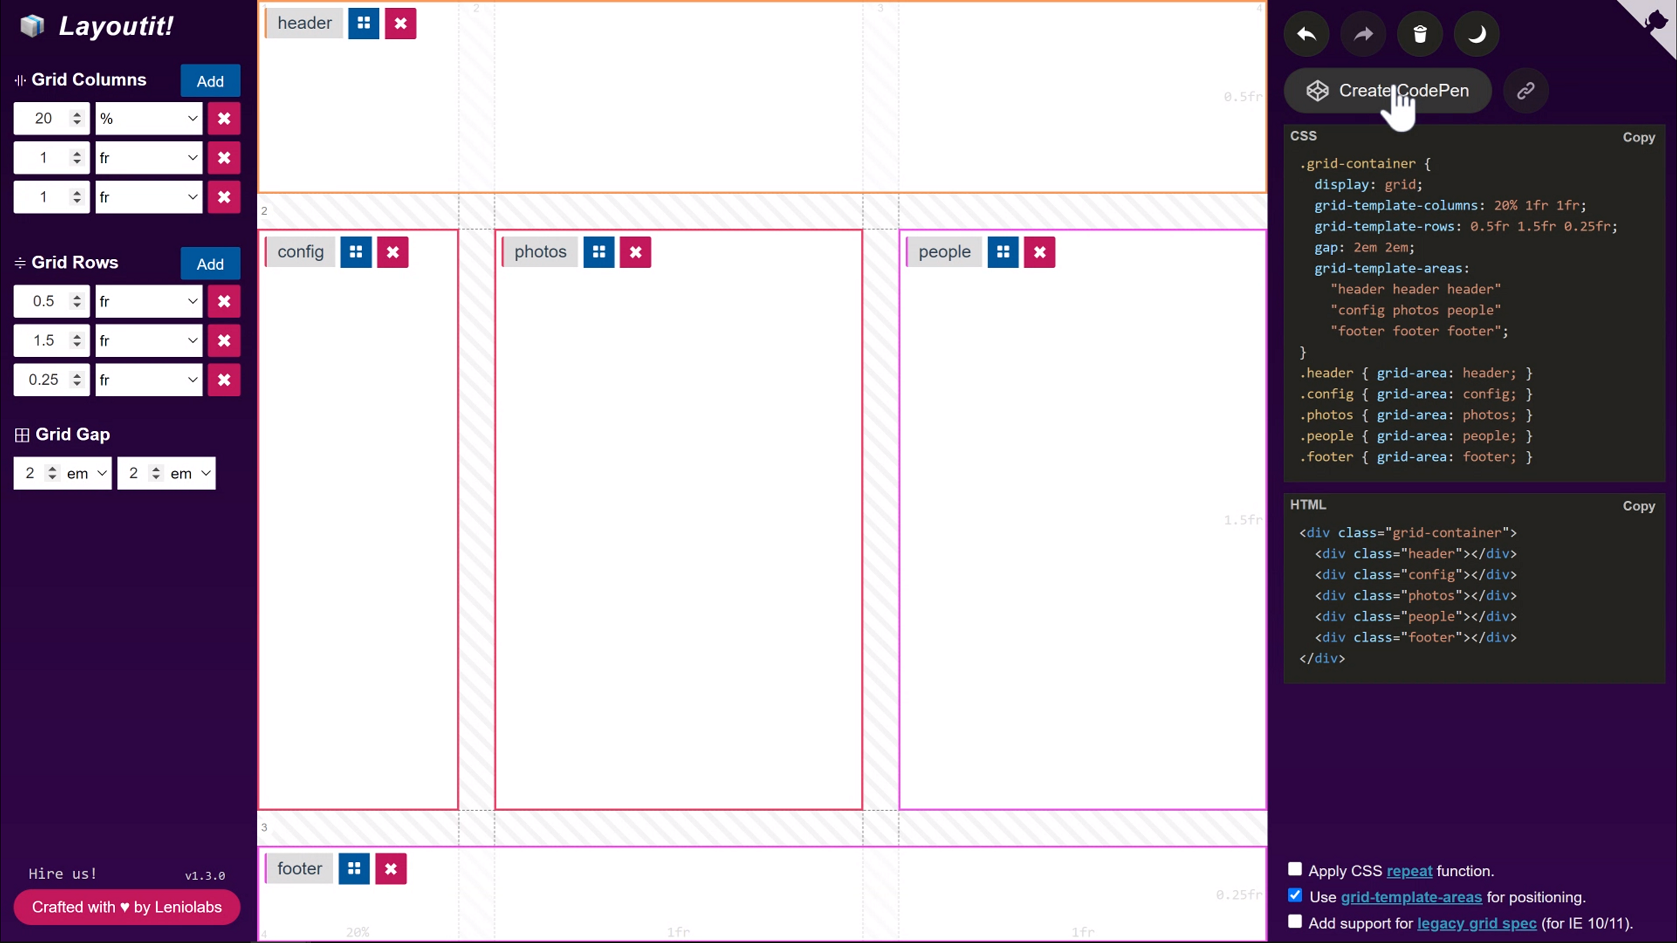 Layoutit!
Grid Columns Add
20 %
1 fr
1 fr
Grid Rows Add
0.5 fr
1.5 fr
0.25 fr
Grid Gap
2 em 2 em
Hire us! v1.3.0
Crafted with ♥ by Leniolabs
header
2 3 4
0.5fr
2
config
photos
people
1.5fr
3
footer
0.25fr
4 20% 1fr 1fr
Create CodePen
CSS Copy
.grid-container {
display: grid;
grid-template-columns: 20% 1fr 1fr;
grid-template-rows: 0.5fr 1.5fr 0.25fr;
gap: 2em 2em;
grid-template-areas:
"header header header"
"config photos people"
"footer footer footer";
}
.header { grid-area: header; }
.config { grid-area: config; }
.photos { grid-area: photos; }
.people { grid-area: people; }
.footer { grid-area: footer; }
HTML Copy
<div class="grid-container">
<div class="header"></div>
<div class="config"></div>
<div class="photos"></div>
<div class="people"></div>
<div class="footer"></div>
</div>
Apply CSS repeat function.
Use grid-template-areas for positioning.
Add support for legacy grid spec (for IE 10/11).